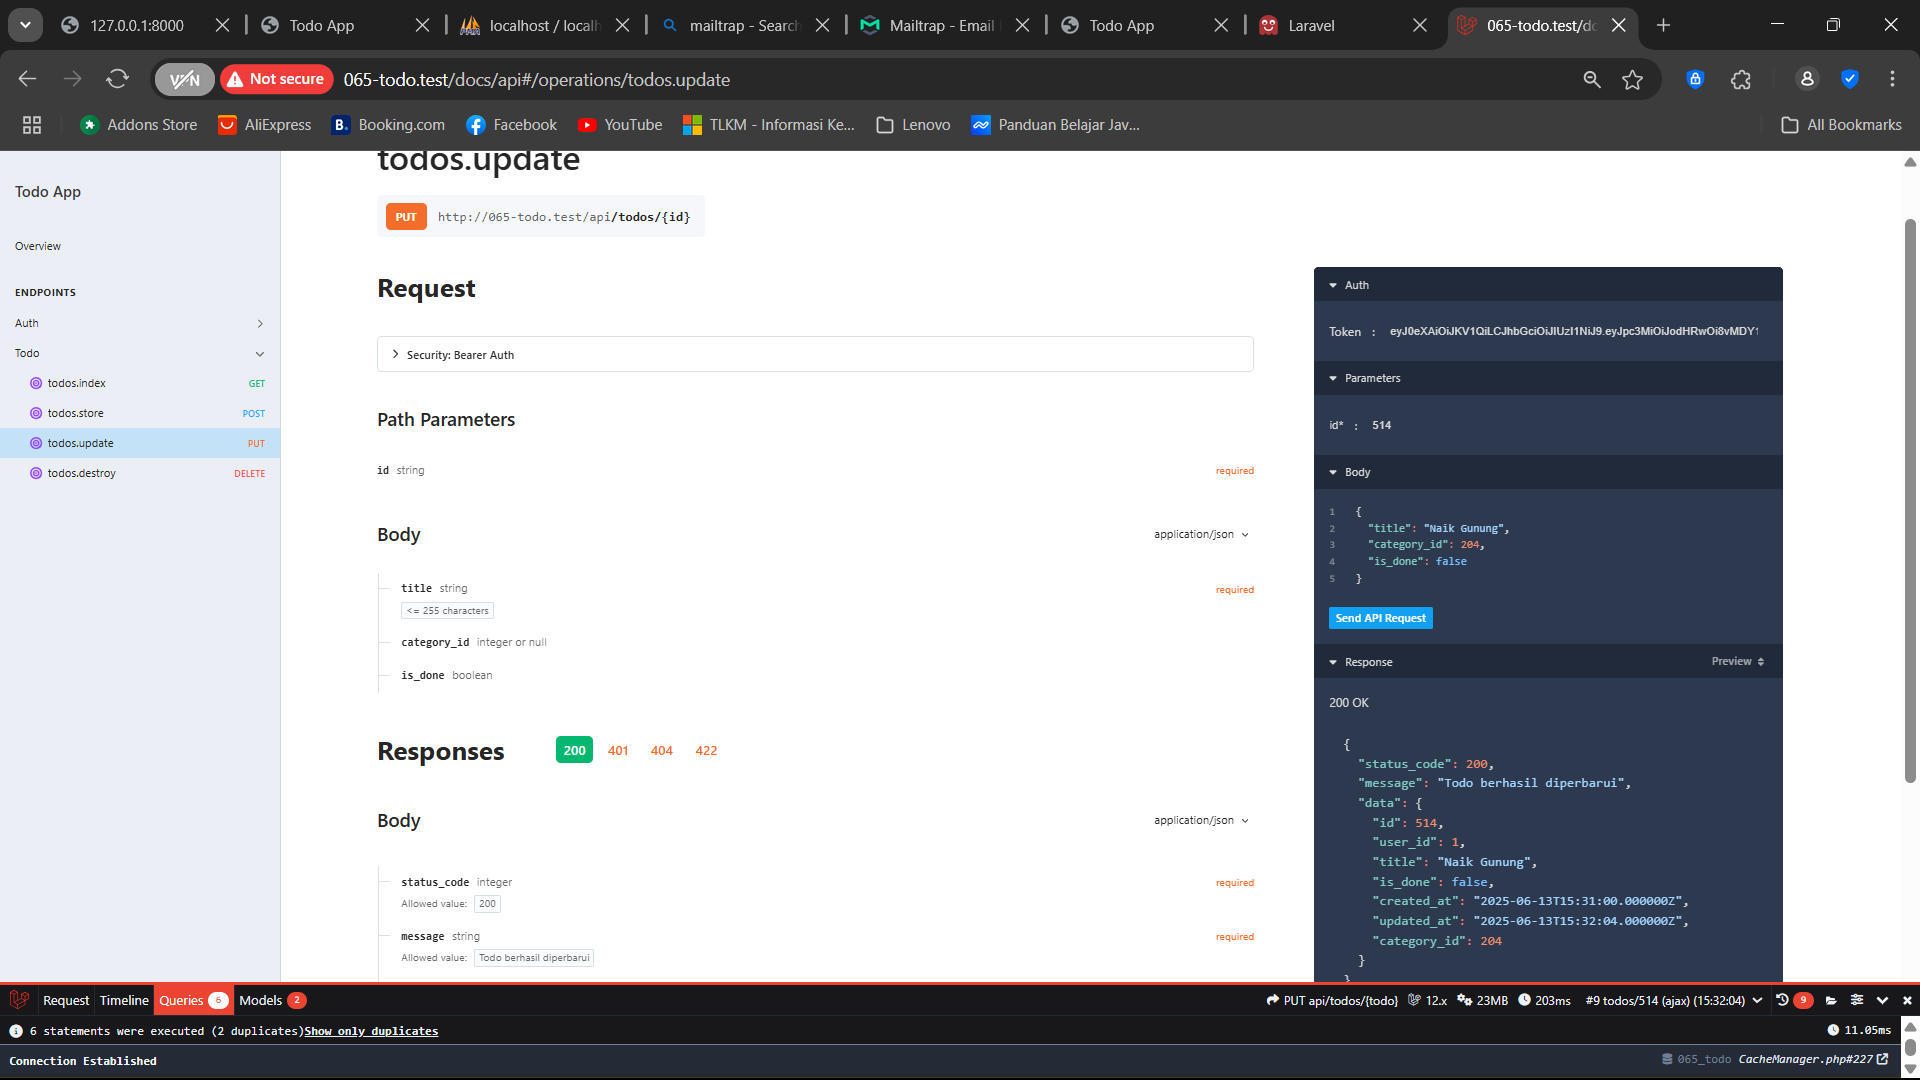 127.0.0.1:8000
Todo App
localhost / localh
mailtrap - Search
Mailtrap - Email
Todo App
Laravel
065-todo.test/do
VPN
Not secure
065-todo.test/docs/api#/operations/todos.update
Addons Store
AliExpress
B.
Booking.com
Facebook
YouTube
TLKM - Informasi Ke...
Lenovo
Panduan Belajar Jav...
All Bookmarks
Todo App
Overview
ENDPOINTS
Auth
Todo
todos.index GET
todos.store POST
todos.update PUT
todos.destroy DELETE
todos.update
PUT http://065-todo.test/api/todos/{id}
Request
Security: Bearer Auth
Path Parameters
id string required
Body application/json
title string required
<= 255 characters
category_id integer or null
is_done boolean
Responses 200 401 404 422
Body application/json
status_code integer required
Allowed value: 200
message string required
Allowed value: Todo berhasil diperbarui
Auth
Token : eyJ0eXAiOiJKV1QiLCJhbGciOiJIUzI1NiJ9.eyJpc3MiOiJodHRwOi8vMDY1
Parameters
id* : 514
Body
1 {
2 "title": "Naik Gunung",
3 "category_id": 204,
4 "is_done": false
5 }
Send API Request
Response Preview
200 OK
{
"status_code": 200,
"message": "Todo berhasil diperbarui",
"data": {
"id": 514,
"user_id": 1,
"title": "Naik Gunung",
"is_done": false,
"created_at": "2025-06-13T15:31:00.000000Z",
"updated_at": "2025-06-13T15:32:04.000000Z",
"category_id": 204
}
}
Request Timeline Queries 6 Models 2 PUT api/todos/{todo} 12.x 23MB 203ms #9 todos/514 (ajax) (15:32:04) 9
6 statements were executed (2 duplicates)Show only duplicates 11.05ms
Connection Established 065_todo CacheManager.php#227